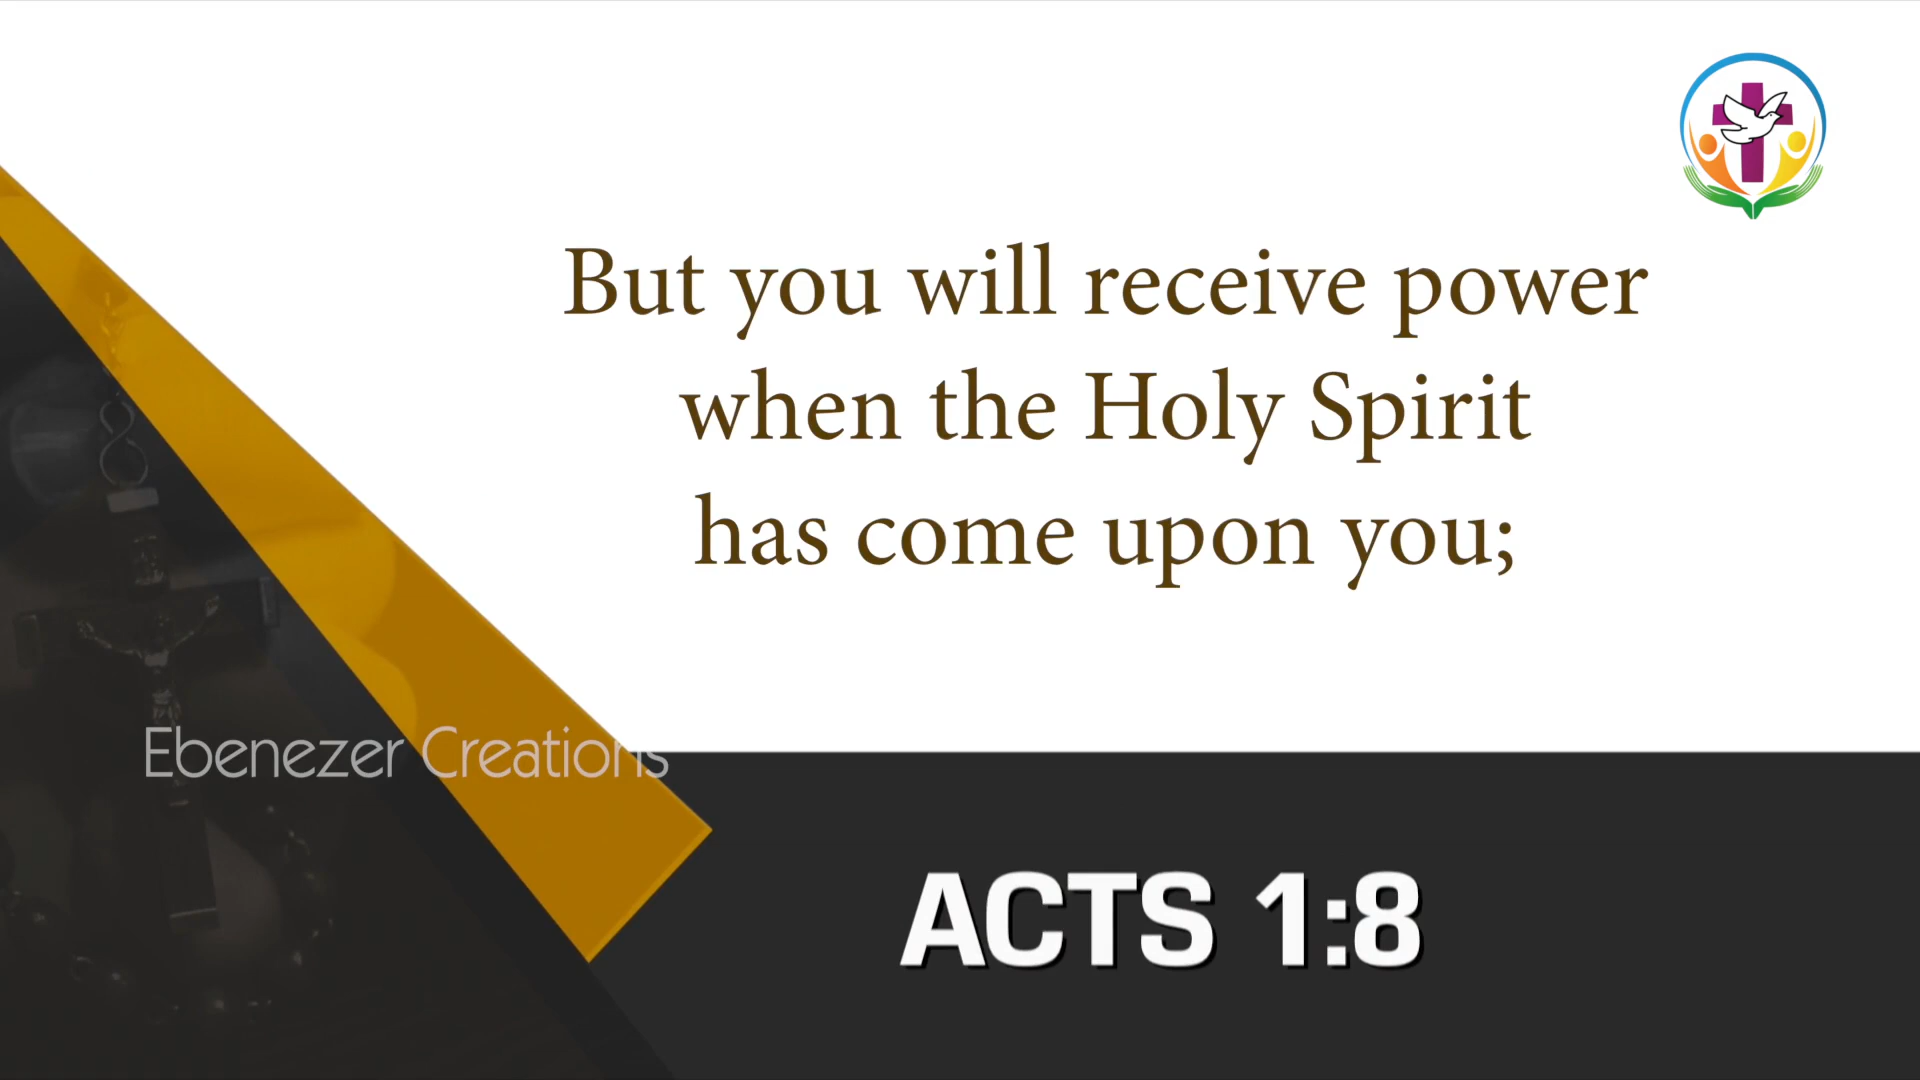 But you will receive power
when the Holy Spirit
has come upon you;
Ebenezer Creations
ACTS 1:8